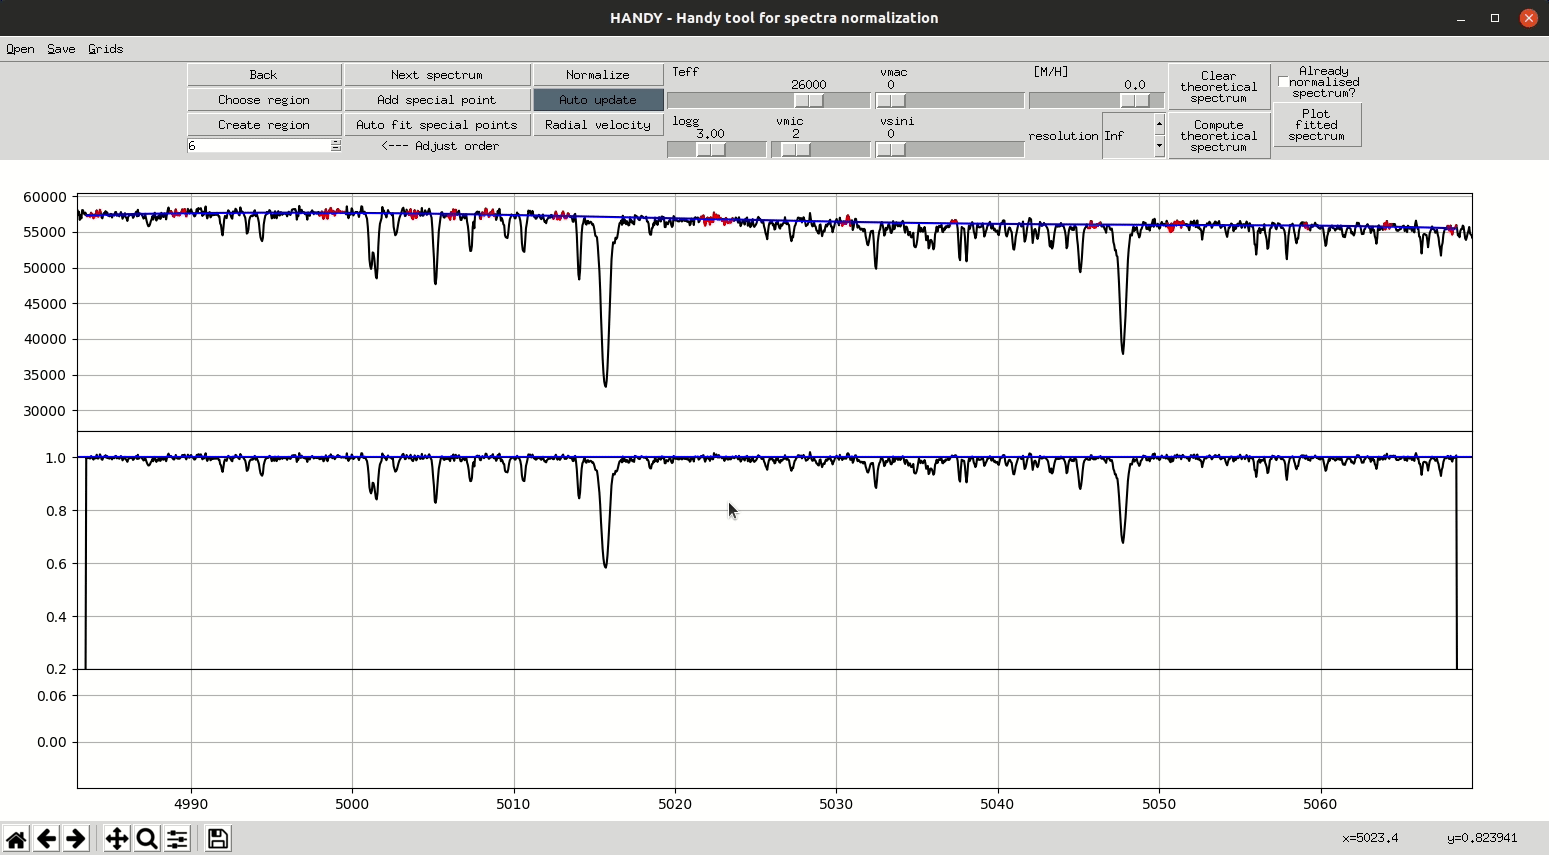 HANDY - Handy tool for spectra normalization
Open Save Grids
Back Next spectrum Normalize
Choose region Add special point Auto update
Create region Auto fit special points Radial velocity
6 <--- Adjust order
Teff vmac [M/H]
26000 0 0.0
logg vmic vsini
3.00 2 0
resolution Inf
Clear
theoretical
spectrum
Compute
theoretical
spectrum
Already
normalised
spectrum?
Plot
fitted
spectrum
60000
55000
50000
45000
40000
35000
30000
1.0
0.8
0.6
0.4
0.2
0.06
0.00
4990 5000 5010 5020 5030 5040 5050 5060
x=5023.4 y=0.823941